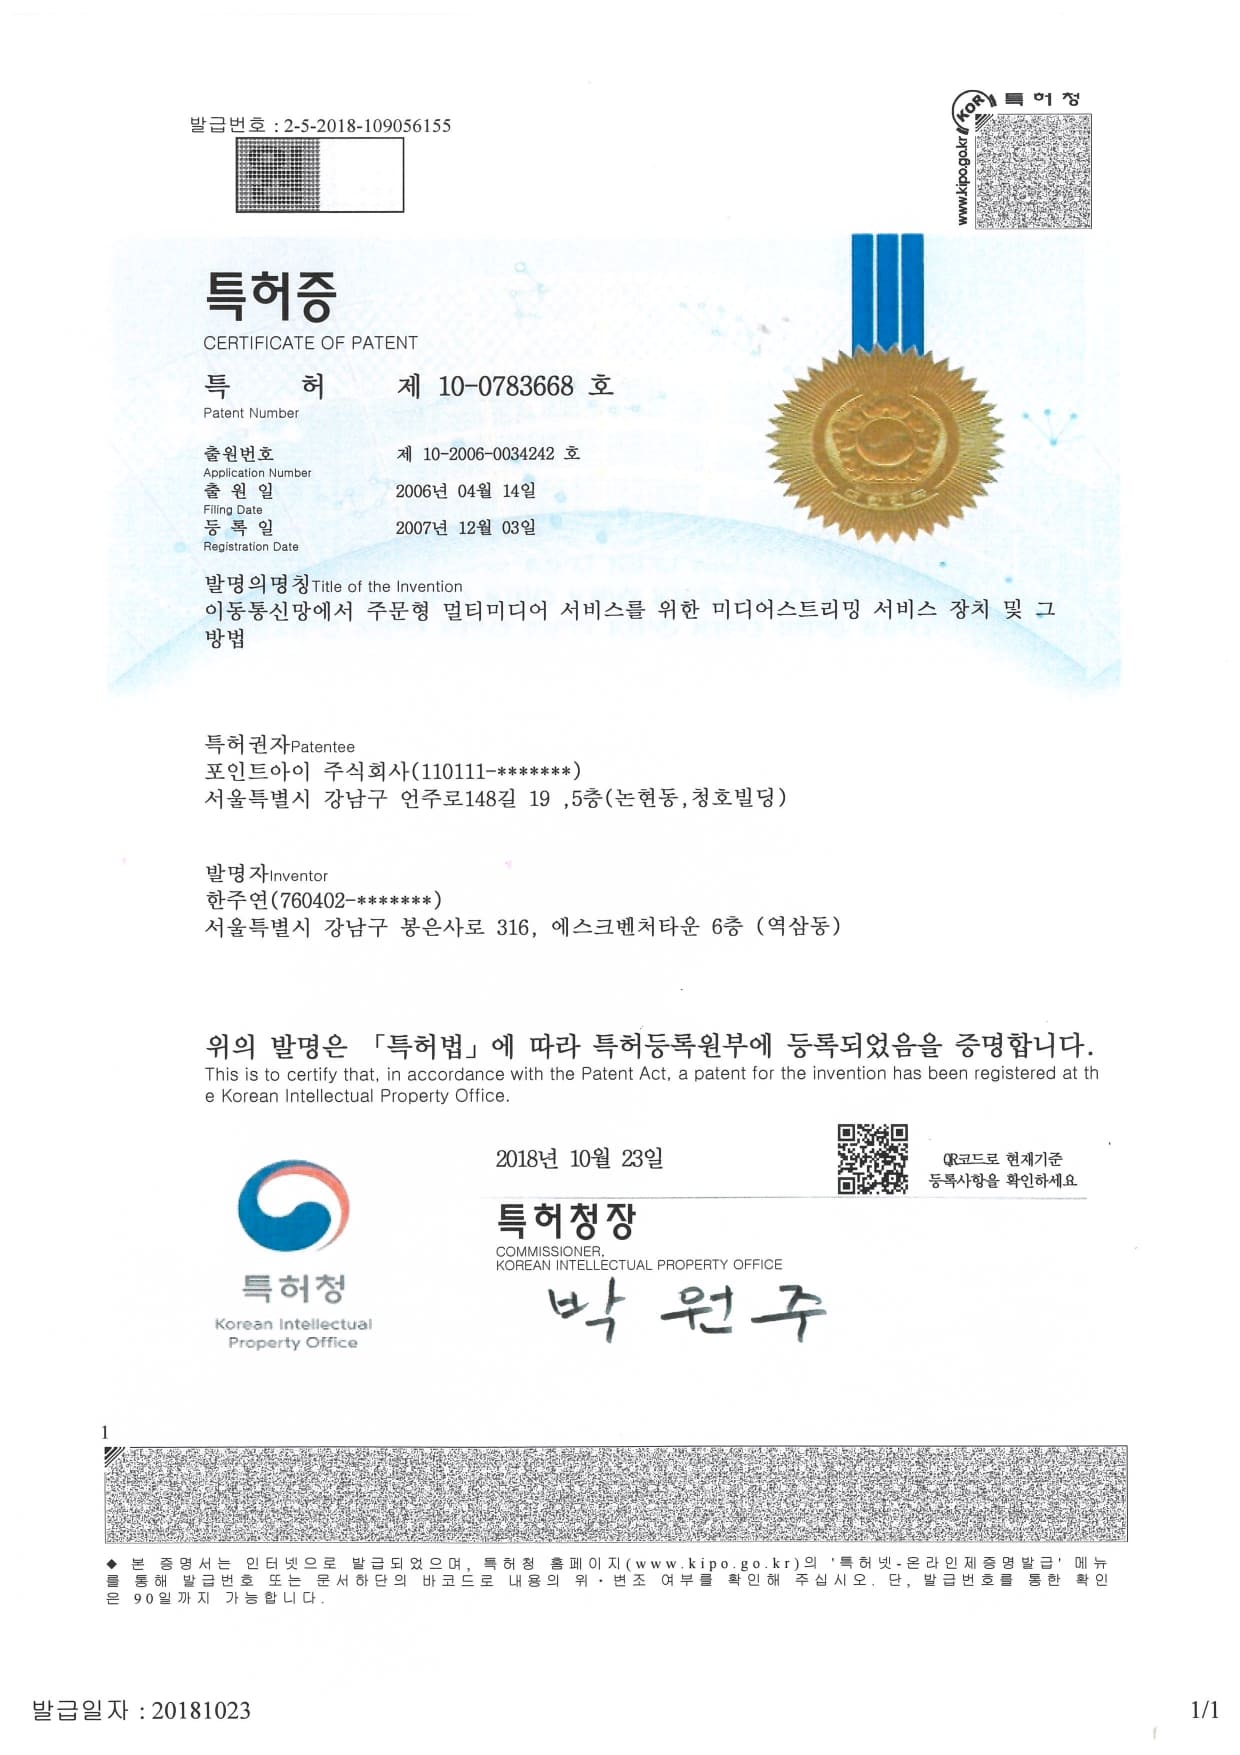 발급번호 : 2-5-2018-109056155
원
KOR
특허청
www.kipo.go.kr
특허증
CERTIFICATE OF PATENT
특 허 제 10-0783668 호
Patent Number
출원번호 제 10-2006-0034242 호
Application Number
출 원 일 2006년 04월 14일
Filing Date
등 록 일 2007년 12월 03일
Registration Date
발명의명칭Title of the Invention
이동통신망에서 주문형 멀티미디어 서비스를 위한 미디어스트리밍 서비스 장치 및 그
방법
특허권자Patentee
포인트아이 주식회사(110111-*******)
서울특별시 강남구 언주로148길 19 ,5층(논현동,청호빌딩)
발명자Inventor
한주연(760402-*******)
서울특별시 강남구 봉은사로 316, 에스크벤처타운 6층 (역삼동)
위의 발명은 「특허법」에 따라 특허등록원부에 등록되었음을 증명합니다.
This is to certify that, in accordance with the Patent Act, a patent for the invention has been registered at th
e Korean Intellectual Property Office.
2018년 10월 23일
QR코드로 현재기준
등록사항을 확인하세요
특허청장
COMMISSIONER,
KOREAN INTELLECTUAL PROPERTY OFFICE
박 원 주
특허청
Korean Intellectual
Property Office
1
◆ 본 증명서는 인터넷으로 발급되었으며, 특허청 홈페이지(www.kipo.go.kr)의 '특허넷-온라인제증명발급' 메뉴
를 통해 발급번호 또는 문서하단의 바코드로 내용의 위·변조 여부를 확인해 주십시오. 단, 발급번호를 통한 확인
은 90일까지 가능합니다.
발급일자 : 20181023
1/1